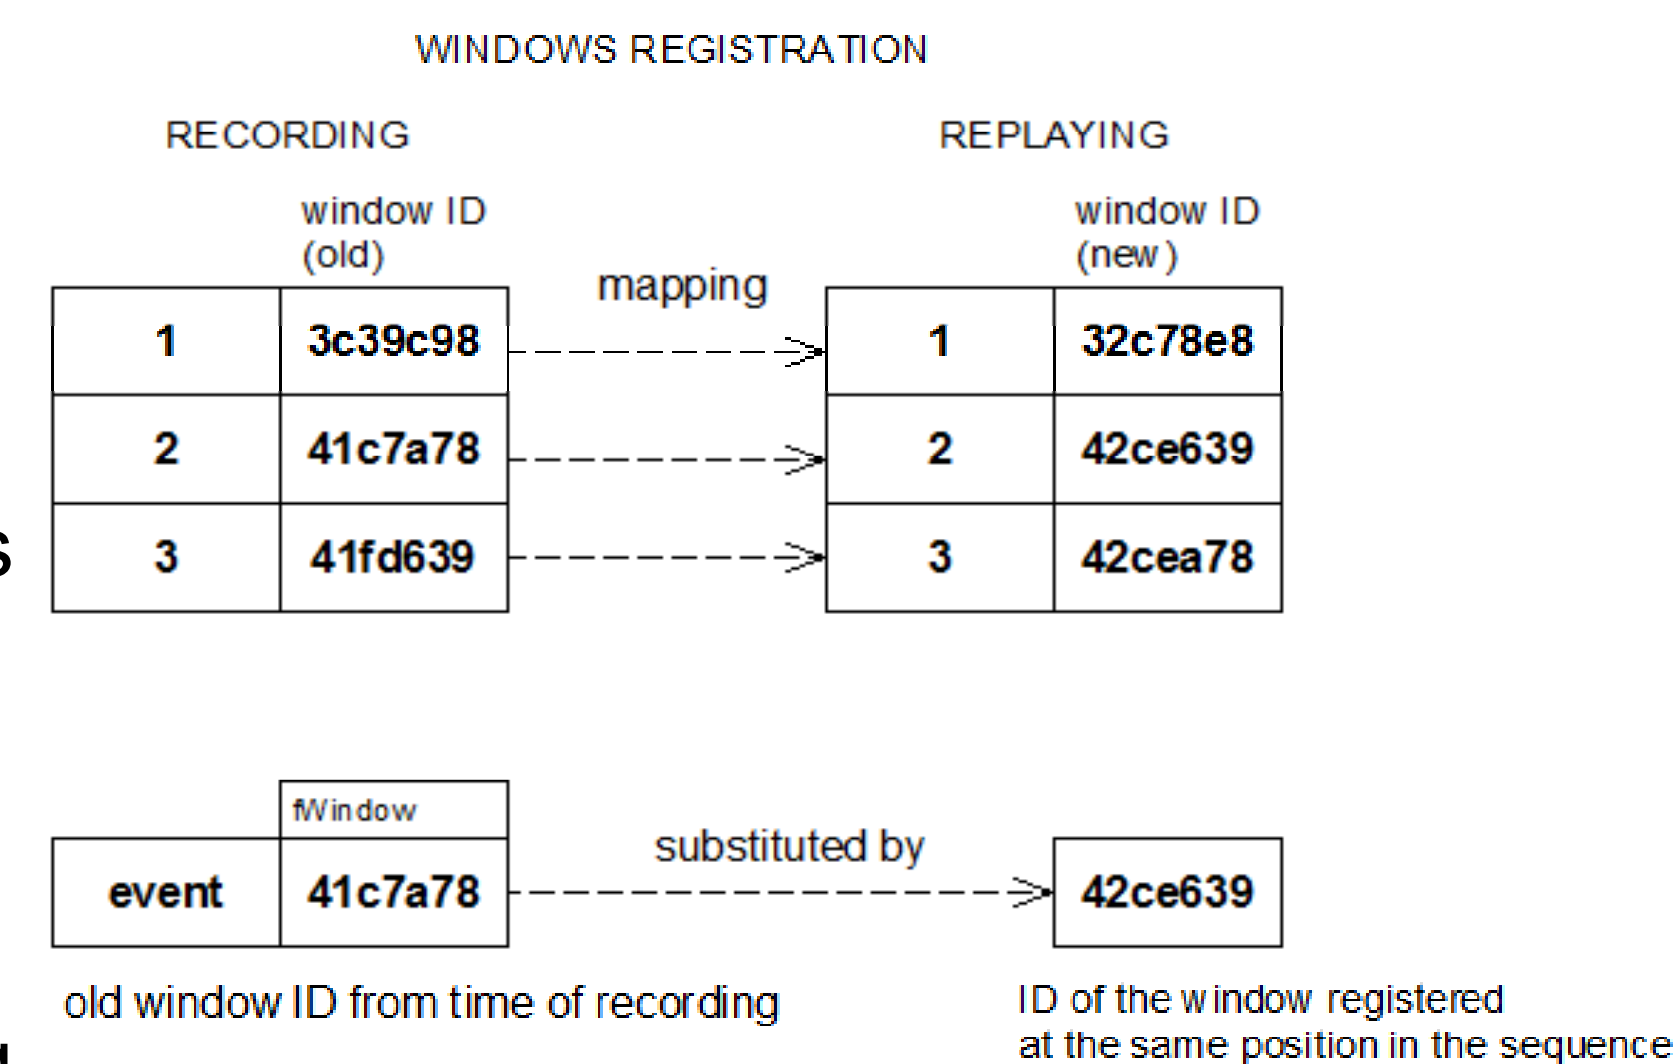 WINDOWS REGISTRATION
RECORDING REPLAYING
window ID window ID
(old) (new)
mapping
1 3c39c98 1 32c78e8
2 41c7a78 2 42ce639
s
3 41fd639 3 42cea78
fWindow
substituted by
event 41c7a78 42ce639
old window ID from time of recording
ID of the window registered
at the same position in the sequence